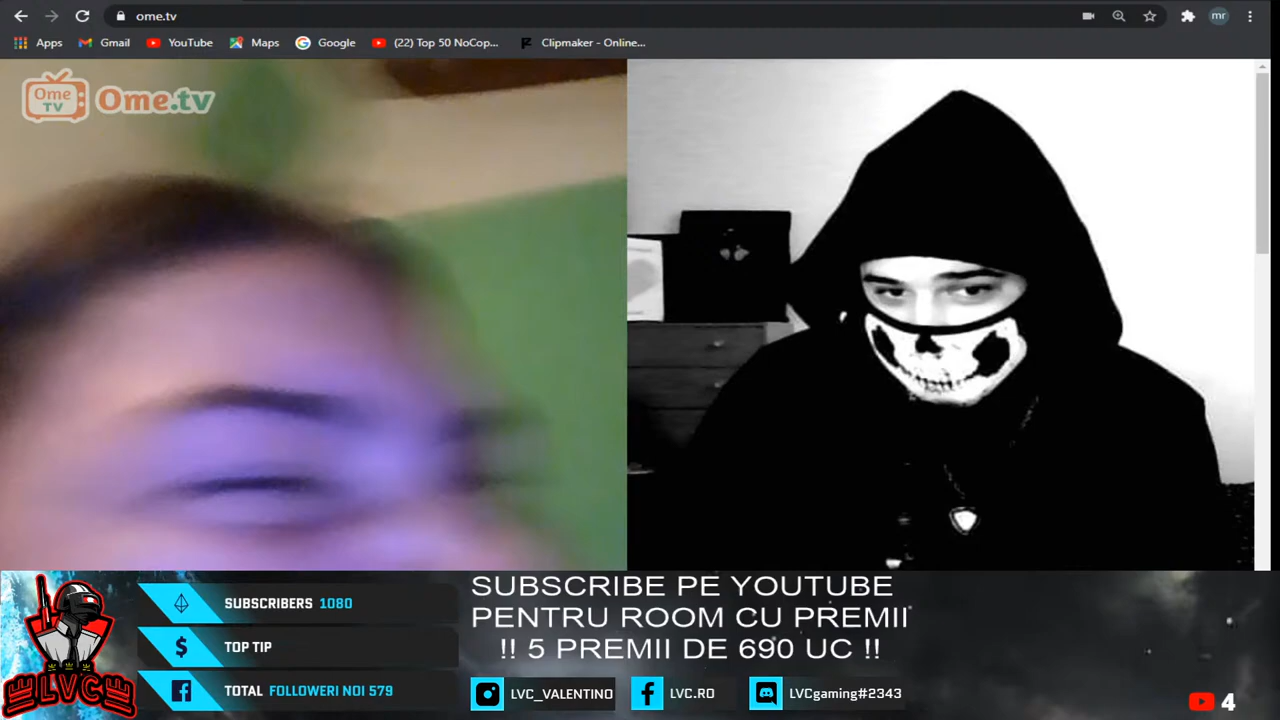 ome.tv
mr
Apps
Gmail
YouTube
Maps
Google
(22) Top 50 NoCop...
Clipmaker - Online...
Ome TV
Ome.tv
SUBSCRIBERS 1080
TOP TIP
TOTAL FOLLOWERI NOI 579
SUBSCRIBE PE YOUTUBE
PENTRU ROOM CU PREMII
!! 5 PREMII DE 690 UC !!
LVC
LVC_VALENTINO
LVC.RO
LVCgaming#2343
4